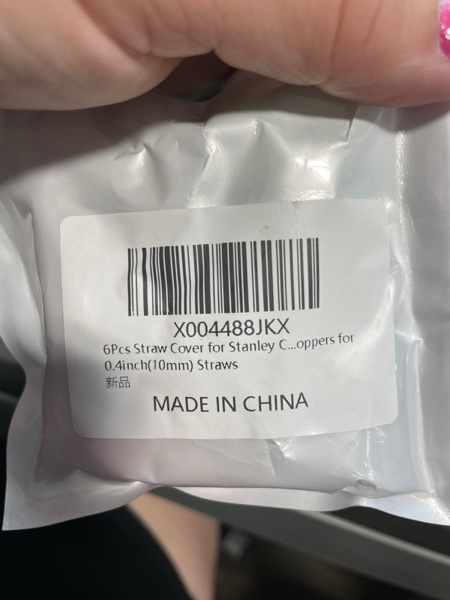 X004488JKX
6Pcs Straw Cover for Stanley C...oppers for
0.4inch(10mm) Straws
新品
MADE IN CHINA